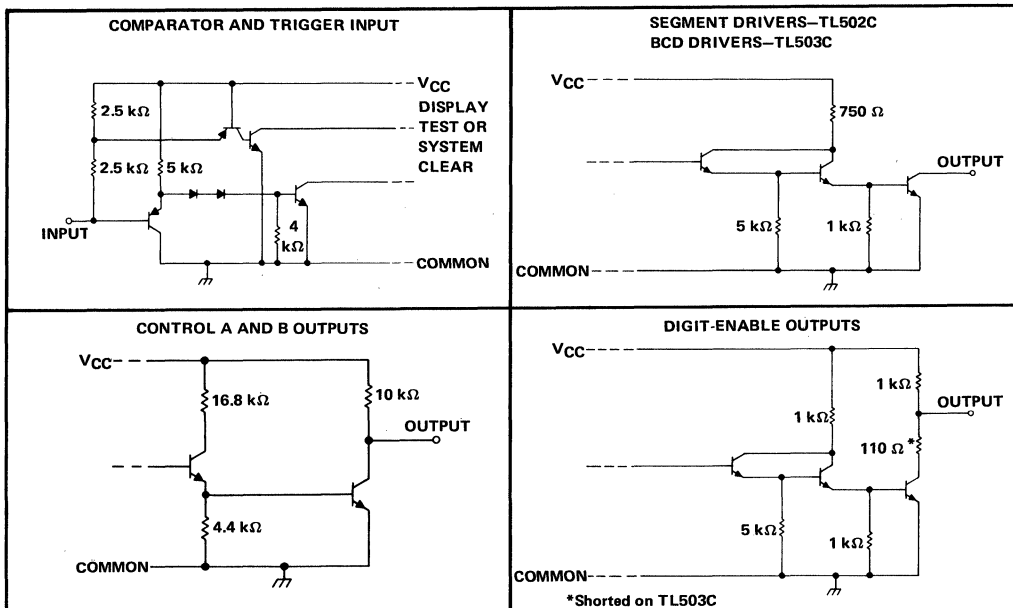 COMPARATOR AND TRIGGER INPUT
VCC
DISPLAY
TEST OR
SYSTEM
CLEAR
2.5 kΩ
2.5 kΩ
5 kΩ
INPUT
4
kΩ
COMMON
SEGMENT DRIVERS–TL502C
BCD DRIVERS–TL503C
VCC
750 Ω
OUTPUT
5 kΩ
1 kΩ
COMMON
CONTROL A AND B OUTPUTS
VCC
16.8 kΩ
10 kΩ
OUTPUT
4.4 kΩ
COMMON
DIGIT-ENABLE OUTPUTS
VCC
1 kΩ
1 kΩ
OUTPUT
110 Ω*
5 kΩ
1 kΩ
COMMON
*Shorted on TL503C